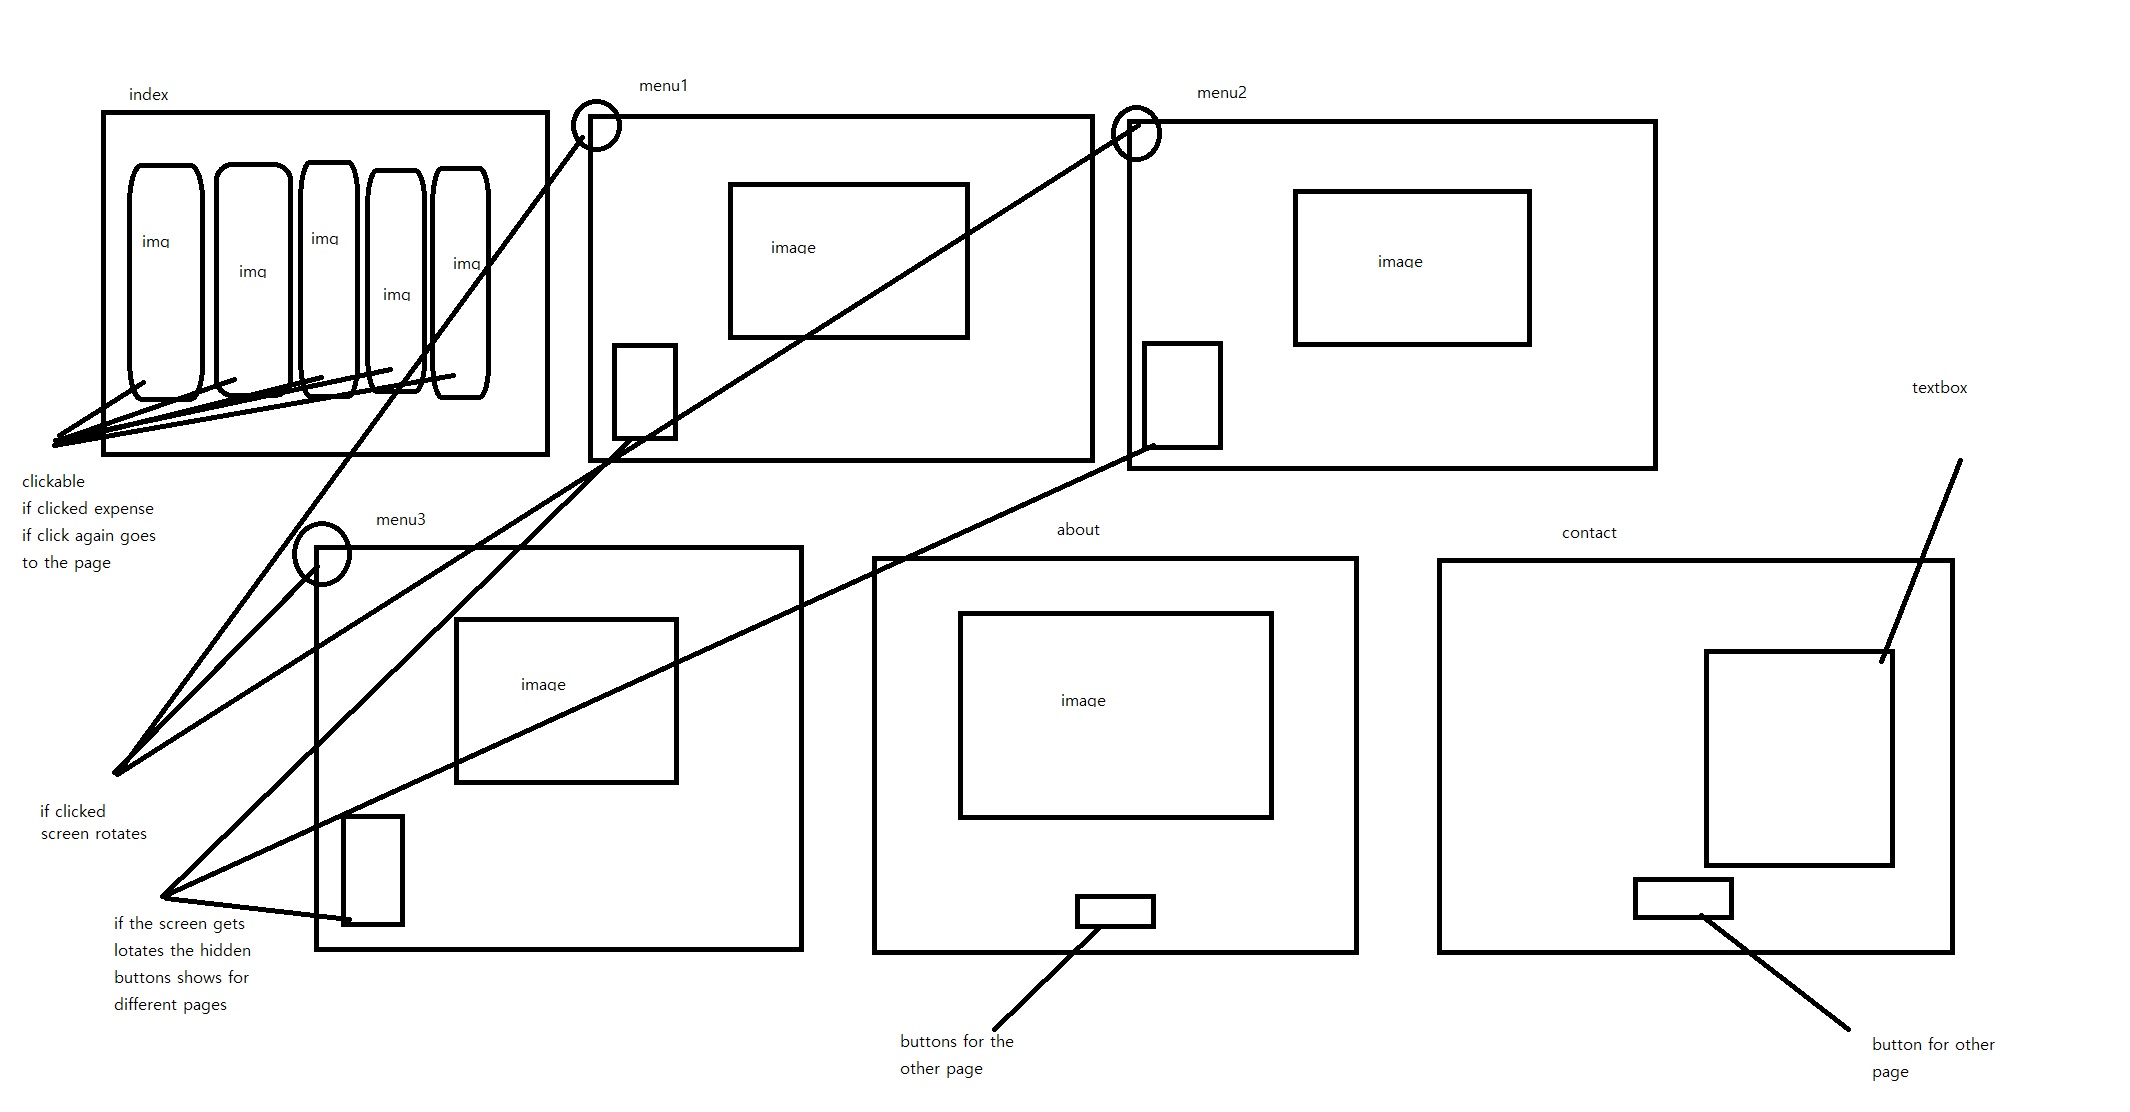 index
menu1
menu2
img
img
img
img
img
image
image
textbox
clickable
if clicked expense
if click again goes
to the page
menu3
about
contact
image
image
if clicked
screen rotates
if the screen gets
lotates the hidden
buttons shows for
different pages
buttons for the
other page
button for other
page